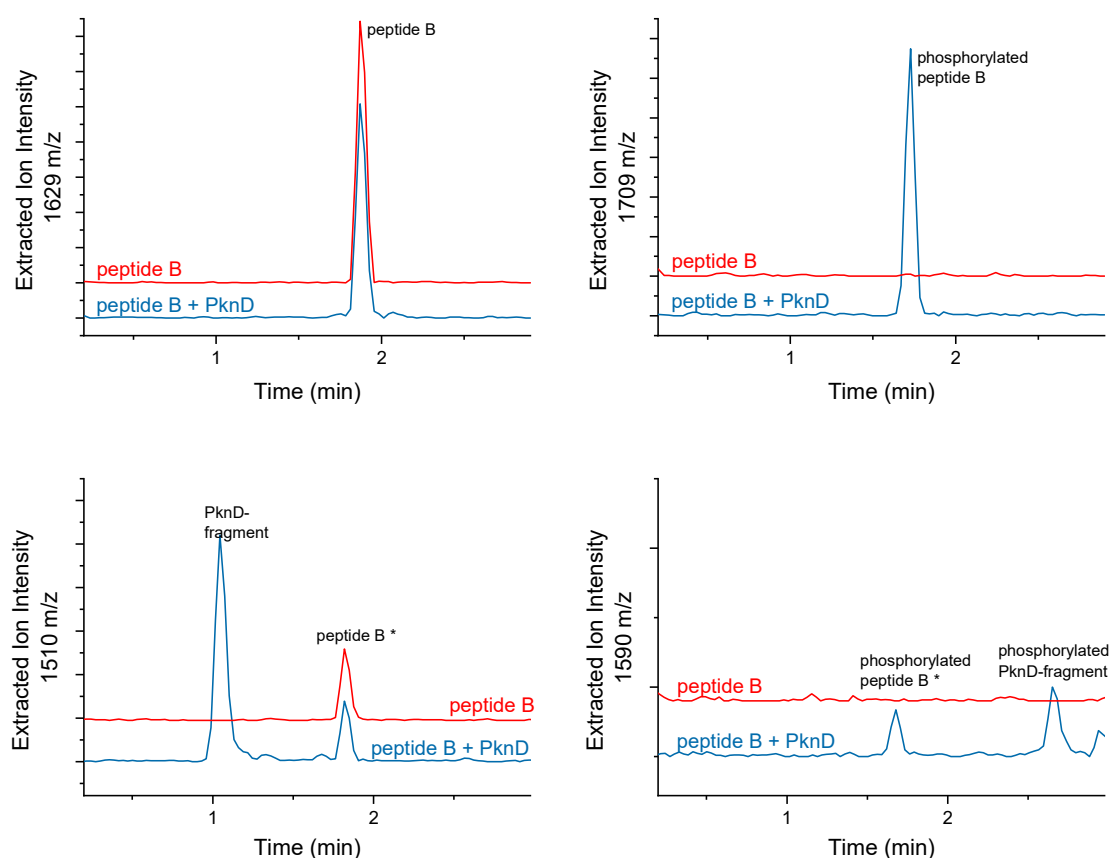 Extracted Ion Intensity
1629 m/z
peptide B
peptide B
peptide B + PknD
1
2
Time (min)
Extracted Ion Intensity
1709 m/z
phosphorylated
peptide B
peptide B
peptide B + PknD
1
2
Time (min)
Extracted Ion Intensity
1510 m/z
PknD-
fragment
peptide B *
peptide B
peptide B + PknD
1
2
Time (min)
Extracted Ion Intensity
1590 m/z
phosphorylated
peptide B *
phosphorylated
PknD-fragment
peptide B
peptide B + PknD
1
2
Time (min)